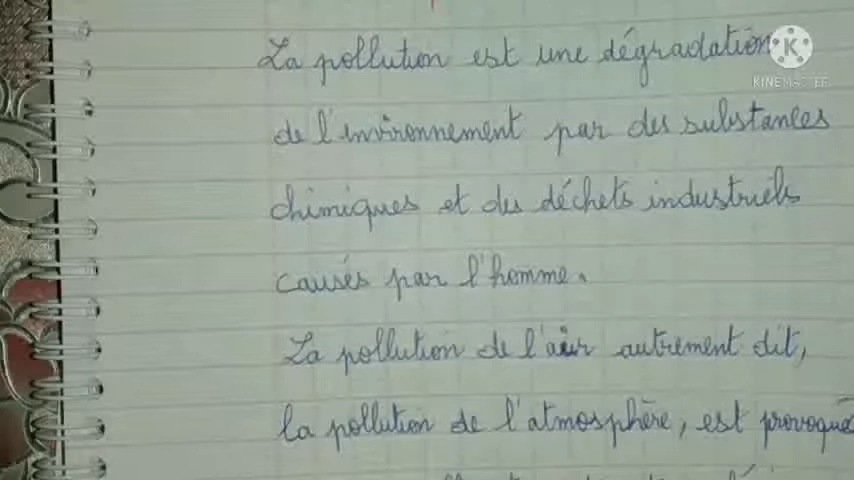 La pollution est une dégradation
K
KINEMASTER
de l'environnement par des substances
chimiques et des déchets industriels
causés par l'homme.
La pollution de l'air autrement dit,
la pollution de l'atmosphère, est provoqué